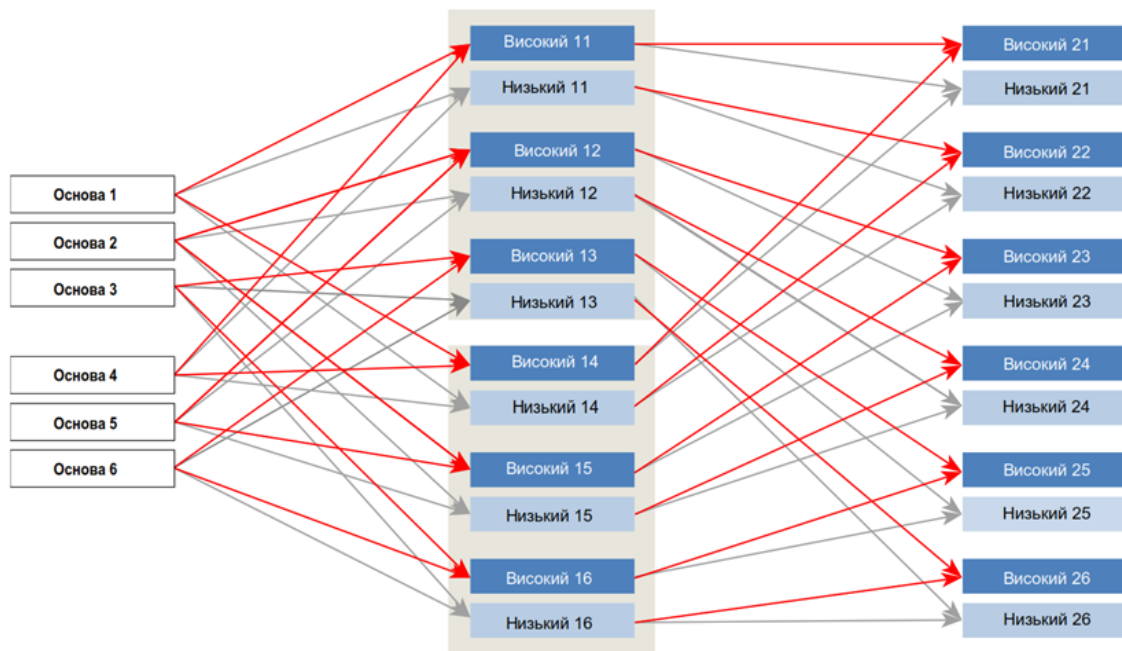 Основа 1
Основа 2
Основа 3
Основа 4
Основа 5
Основа 6
Високий 11
Низький 11
Високий 12
Низький 12
Високий 13
Низький 13
Високий 14
Низький 14
Високий 15
Низький 15
Високий 16
Низький 16
Високий 21
Низький 21
Високий 22
Низький 22
Високий 23
Низький 23
Високий 24
Низький 24
Високий 25
Низький 25
Високий 26
Низький 26